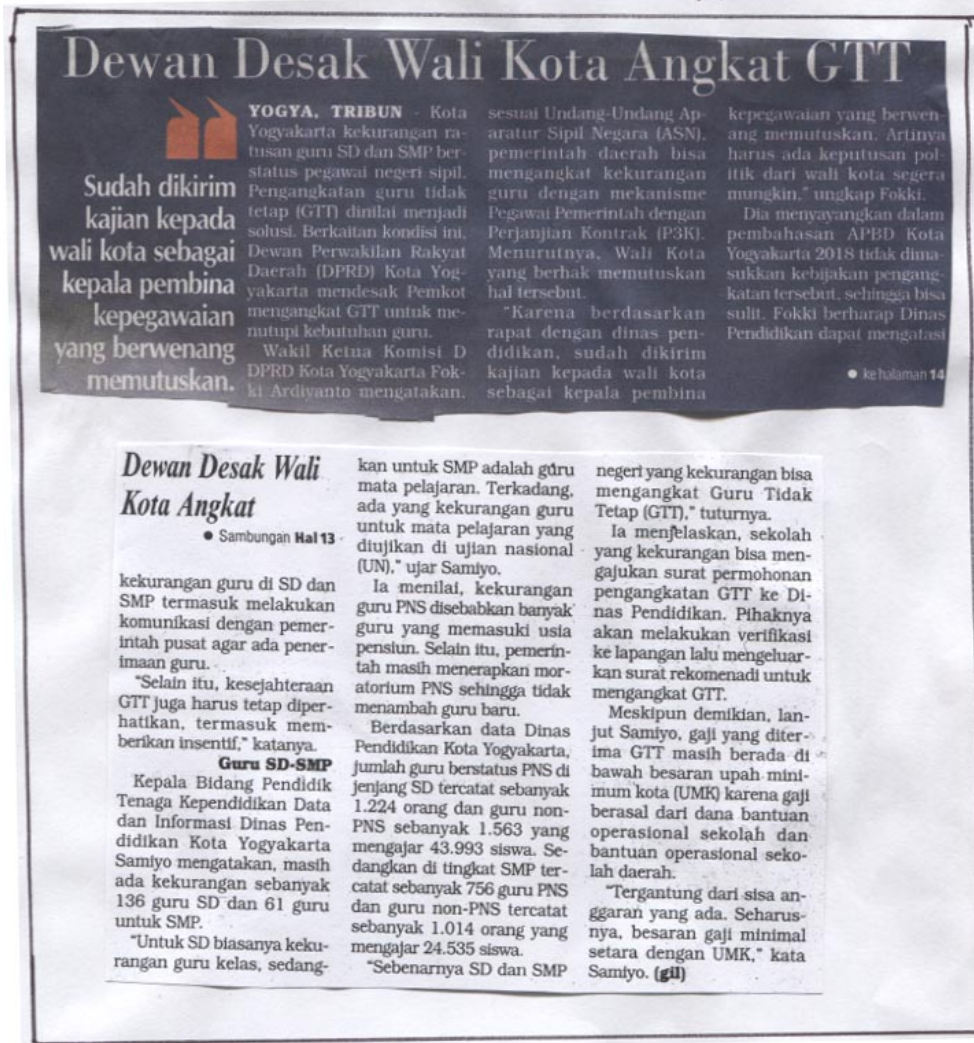 Dewan Desak Wali Kota Angkat GTT
Sudah dikirim
kajian kepada
wali kota sebagai
kepala pembina
kepegawaian
yang berwenang
memutuskan.
YOGYA, TRIBUN - Kota
Yogyakarta kekurangan ra-
tusan guru SD dan SMP ber-
status pegawai negeri sipil.
Pengangkatan guru tidak
tetap (GTT) dinilai menjadi
solusi. Berkaitan kondisi ini,
Dewan Perwakilan Rakyat
Daerah (DPRD) Kota Yog-
yakarta mendesak Pemkot
mengangkat GTT untuk me-
nutupi kebutuhan guru.
Wakil Ketua Komisi D
DPRD Kota Yogyakarta Fok-
ki Ardiyanto mengatakan,
sesuai Undang-Undang Ap-
aratur Sipil Negara (ASN),
pemerintah daerah bisa
mengangkat kekurangan
guru dengan mekanisme
Pegawai Pemerintah dengan
Perjanjian Kontrak (P3K).
Menurutnya, Wali Kota
yang berhak memutuskan
hal tersebut.
"Karena berdasarkan
rapat dengan dinas pen-
didikan, sudah dikirim
kajian kepada wali kota
sebagai kepala pembina
kepegawaian yang berwen-
ang memutuskan. Artinya
harus ada keputusan pol-
itik dari wali kota segera
mungkin," ungkap Fokki.
Dia menyayangkan dalam
pembahasan APBD Kota
Yogyakarta 2018 tidak dima-
sukkan kebijakan pengang-
katan tersebut, sehingga bisa
sulit. Fokki berharap Dinas
Pendidikan dapat mengatasi
● ke halaman 14
Dewan Desak Wali
Kota Angkat
● Sambungan Hal 13
kekurangan guru di SD dan
SMP termasuk melakukan
komunikasi dengan pemer-
intah pusat agar ada pener-
imaan guru.
"Selain itu, kesejahteraan
GTT juga harus tetap diper-
hatikan, termasuk mem-
berikan insentif," katanya.
Guru SD-SMP
Kepala Bidang Pendidik
Tenaga Kependidikan Data
dan Informasi Dinas Pen-
didikan Kota Yogyakarta
Samiyo mengatakan, masih
ada kekurangan sebanyak
136 guru SD dan 61 guru
untuk SMP.
"Untuk SD biasanya keku-
rangan guru kelas, sedang-
kan untuk SMP adalah guru
mata pelajaran. Terkadang,
ada yang kekurangan guru
untuk mata pelajaran yang
diujikan di ujian nasional
(UN)," ujar Samiyo.
Ia menilai, kekurangan
guru PNS disebabkan banyak
guru yang memasuki usia
pensiun. Selain itu, pemerin-
tah masih menerapkan mor-
atorium PNS sehingga tidak
menambah guru baru.
Berdasarkan data Dinas
Pendidikan Kota Yogyakarta,
jumlah guru berstatus PNS di
jenjang SD tercatat sebanyak
1.224 orang dan guru non-
PNS sebanyak 1.563 yang
mengajar 43.993 siswa. Se-
dangkan di tingkat SMP ter-
catat sebanyak 756 guru PNS
dan guru non-PNS tercatat
sebanyak 1.014 orang yang
mengajar 24.535 siswa.
"Sebenarnya SD dan SMP
negeri yang kekurangan bisa
mengangkat Guru Tidak
Tetap (GTT)," tuturnya.
Ia menjelaskan, sekolah
yang kekurangan bisa men-
gajukan surat permohonan
pengangkatan GTT ke Di-
nas Pendidikan. Pihaknya
akan melakukan verifikasi
ke lapangan lalu mengeluar-
kan surat rekomenadi untuk
mengangkat GTT.
Meskipun demikian, lan-
jut Samiyo, gaji yang diter-
ima GTT masih berada di
bawah besaran upah mini-
mum kota (UMK) karena gaji
berasal dari dana bantuan
operasional sekolah dan
bantuan operasional seko-
lah daerah.
"Tergantung dari sisa an-
ggaran yang ada. Seharus-
nya, besaran gaji minimal
setara dengan UMK," kata
Samiyo. (gil)